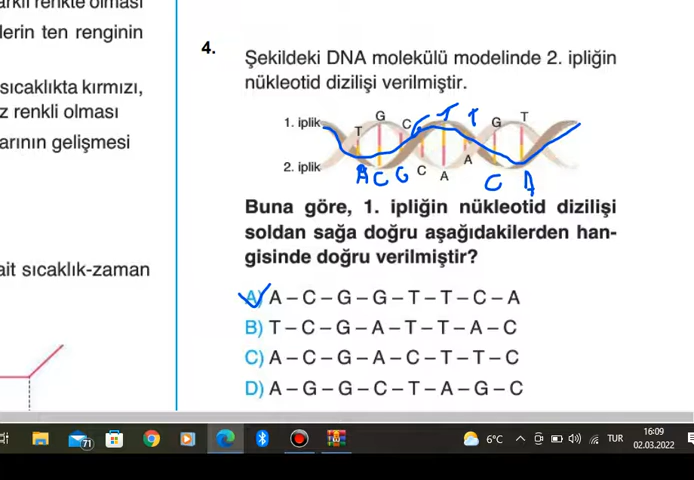 arklı renkte olması
lerin ten renginin
sıcaklıkta kırmızı,
z renkli olması
arının gelişmesi
ait sıcaklık-zaman
4.
Şekildeki DNA molekülü modelinde 2. ipliğin
nükleotid dizilişi verilmiştir.
1. iplik
T G C G T T G T
2. iplik
A C G C A A C A
Buna göre, 1. ipliğin nükleotid dizilişi
soldan sağa doğru aşağıdakilerden han-
gisinde doğru verilmiştir?
A) A – C – G – G – T – T – C – A
B) T – C – G – A – T – T – A – C
C) A – C – G – A – C – T – T – C
D) A – G – G – C – T – A – G – C
71
6°C
TUR
16:09
02.03.2022